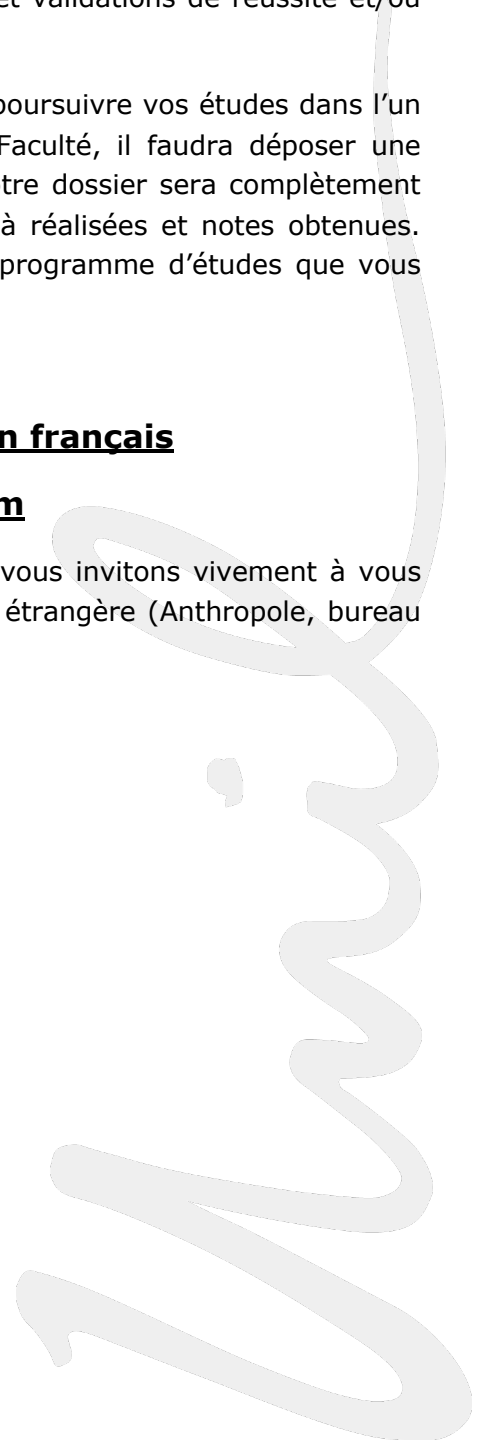 et validations de réussite et/ou
poursuivre vos études dans l'un
Faculté, il faudra déposer une
tre dossier sera complètement
à réalisées et notes obtenues.
programme d'études que vous
n français
m
vous invitons vivement à vous
étrangère (Anthropole, bureau
Unil